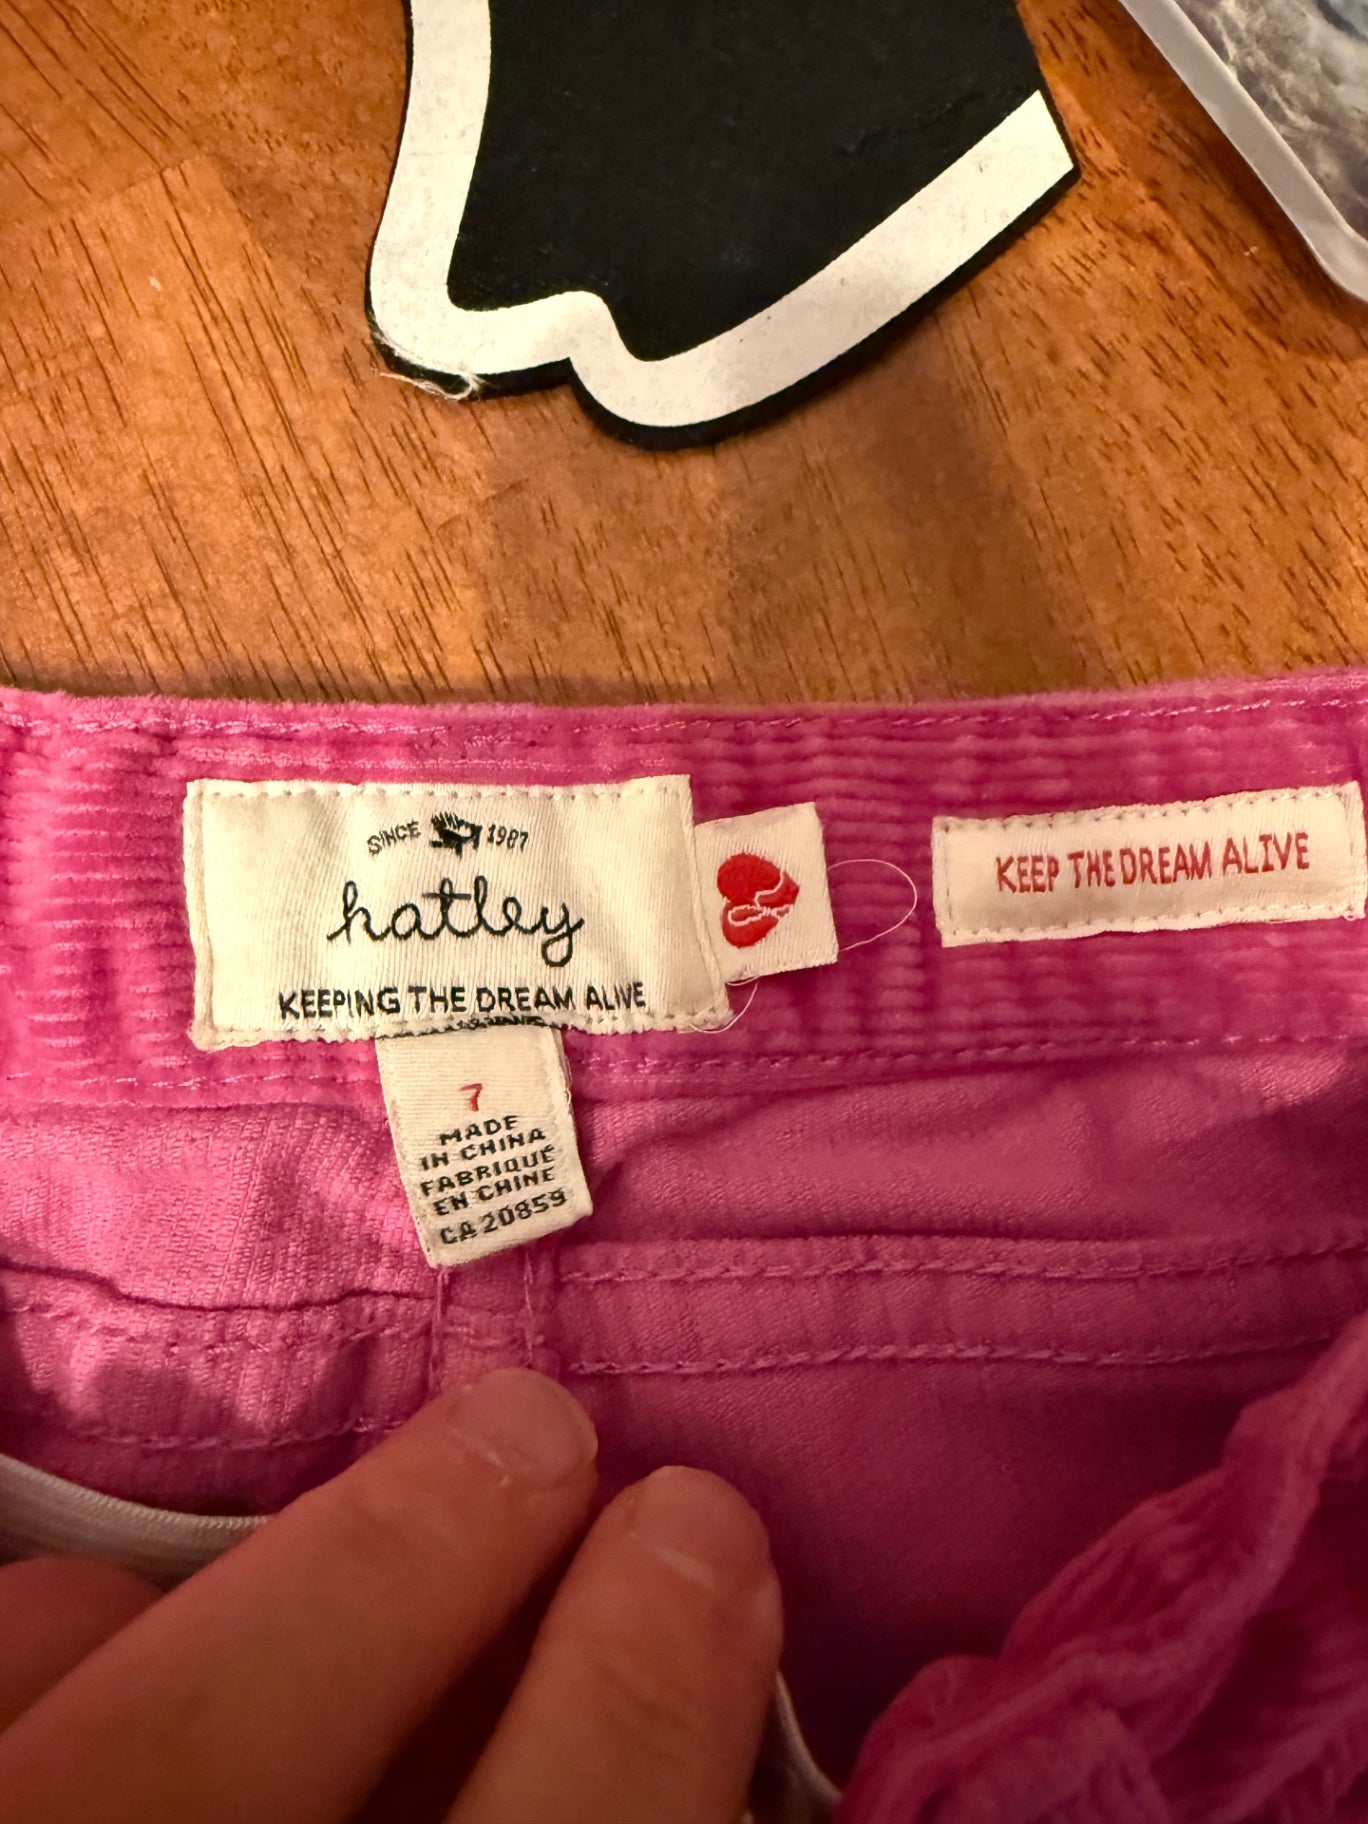 SINCE 1987
hatley
KEEPING THE DREAM ALIVE
KEEP THE DREAM ALIVE
7
MADE
IN CHINA
FABRIQUÉ
EN CHINE
CA 20859